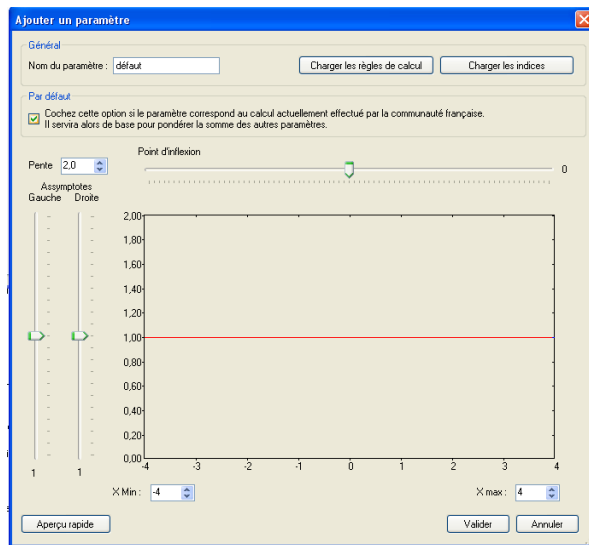 Ajouter un paramètre
Général
Nom du paramètre : défaut
Charger les règles de calcul
Charger les indices
Par défaut
Cochez cette option si le paramètre correspond au calcul actuellement effectué par la communauté française.
Il servira alors de base pour pondérer la somme des autres paramètres.
Pente 2,0
Point d'inflexion
0
Assymptotes
Gauche Droite
2,00
1,80
1,60
1,40
1,20
1,00
0,80
0,60
0,40
0,20
0,00
-4 -3 -2 -1 0 1 2 3 4
1 1
X Min : -4
X max : 4
Aperçu rapide
Valider
Annuler